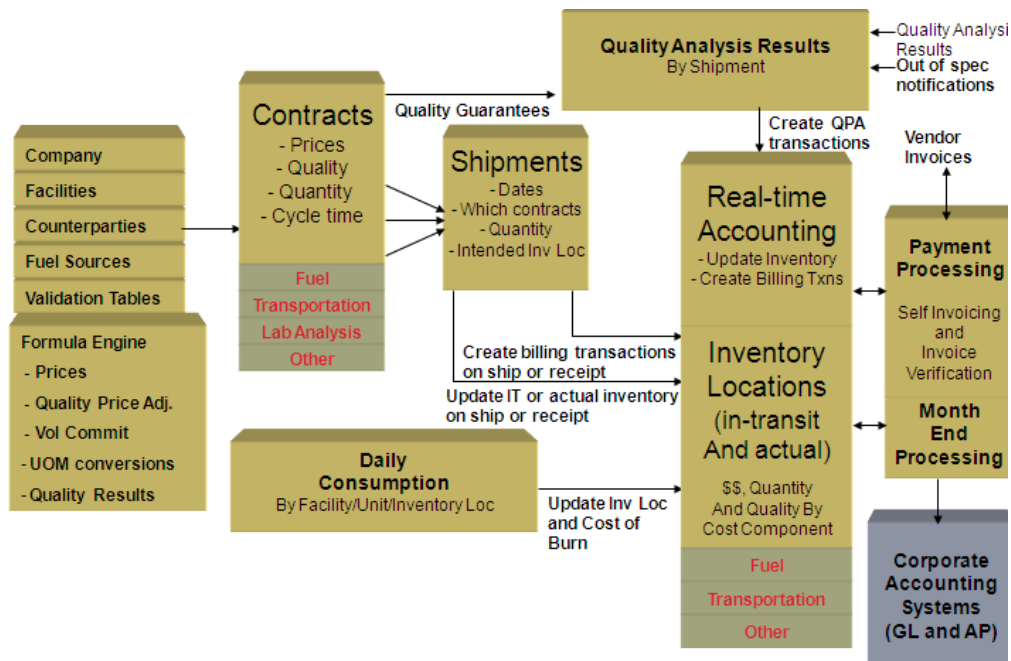 Quality Analysis Results
By Shipment
Quality Analysi
Results
Out of spec
notifications
Contracts
- Prices
- Quality
- Quantity
- Cycle time
Fuel
Transportation
Lab Analysis
Other
Quality Guarantees
Create QPA
transactions
Vendor
Invoices
Company
Facilities
Counterparties
Fuel Sources
Validation Tables
Formula Engine
- Prices
- Quality Price Adj.
- Vol Commit
- UOM conversions
- Quality Results
Shipments
- Dates
- Which contracts
- Quantity
- Intended Inv Loc
Create billing transactions
on ship or receipt
Update IT or actual inventory
on ship or receipt
Daily
Consumption
By Facility/Unit/Inventory Loc
Update Inv Loc
and Cost of
Burn
Real-time
Accounting
- Update Inventory
- Create Billing Txns
Inventory
Locations
(in-transit
And actual)
$$, Quantity
And Quality By
Cost Component
Fuel
Transportation
Other
Payment
Processing
Self Invoicing
and
Invoice
Verification
Month
End
Processing
Corporate
Accounting
Systems
(GL and AP)